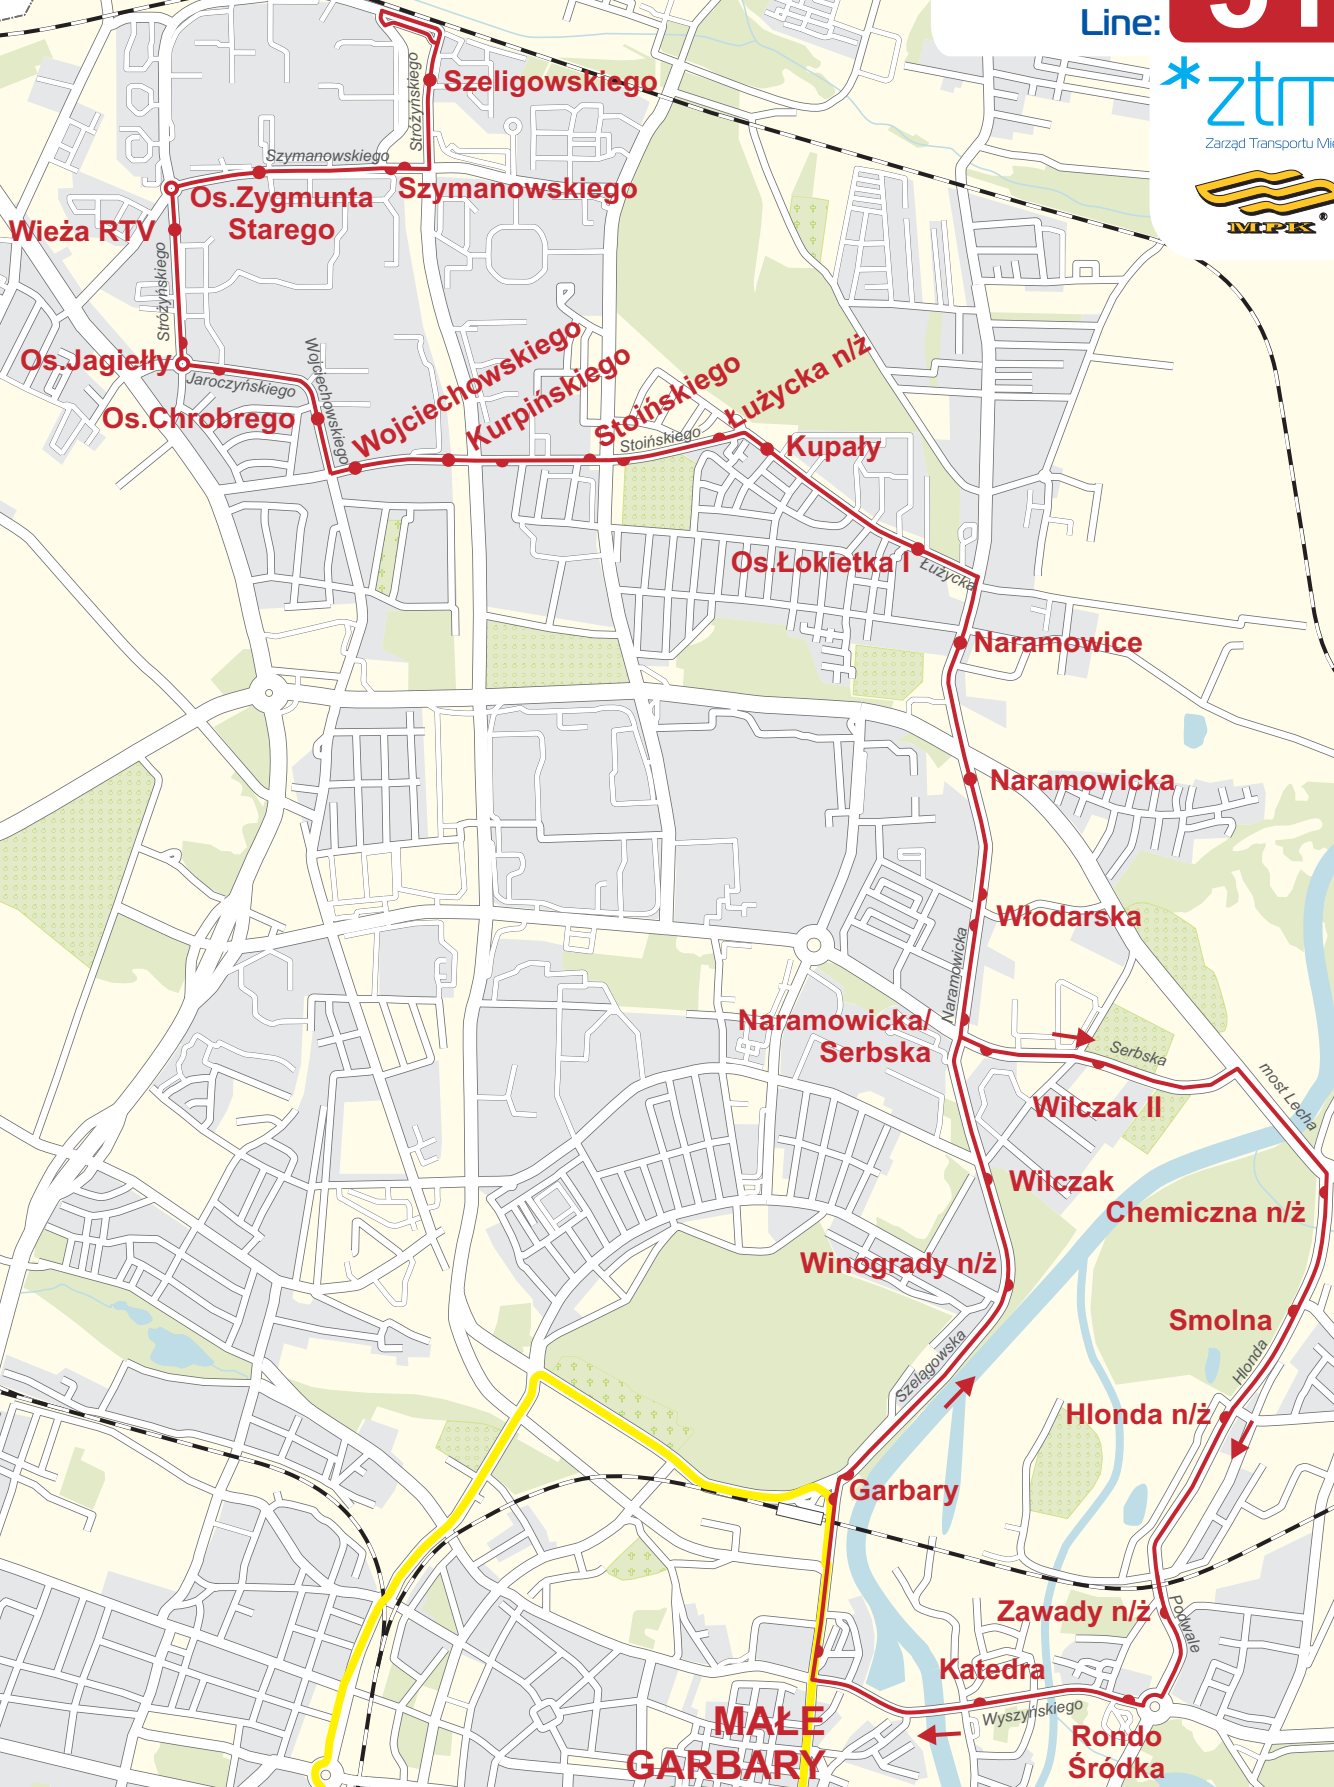 Line:
ztm
Zarząd Transportu Mie
MPK
®
Szeligowskiego
Stróżyńskiego
Szymanowskiego
Szymanowskiego
Os.Zygmunta
Starego
Wieża RTV
Stróżyńskiego
Os.Jagiełły
Jaroczyńskiego
Wojciechowskiego
Os.Chrobrego
Wojciechowskiego
Kurpińskiego
Stoińskiego
Stoińskiego
Łużycka n/ż
Kupały
Os.Łokietka I
Łużycka
Naramowice
Naramowicka
Włodarska
Naramowicka
Naramowicka/
Serbska
Serbska
most Lecha
Wilczak II
Wilczak
Chemiczna n/ż
Winogrady n/ż
Smolna
Szelągowska
Hlonda
Hlonda n/ż
Garbary
Zawady n/ż
Podwale
Katedra
Wyszyńskiego
MAŁE
GARBARY
Rondo
Śródka